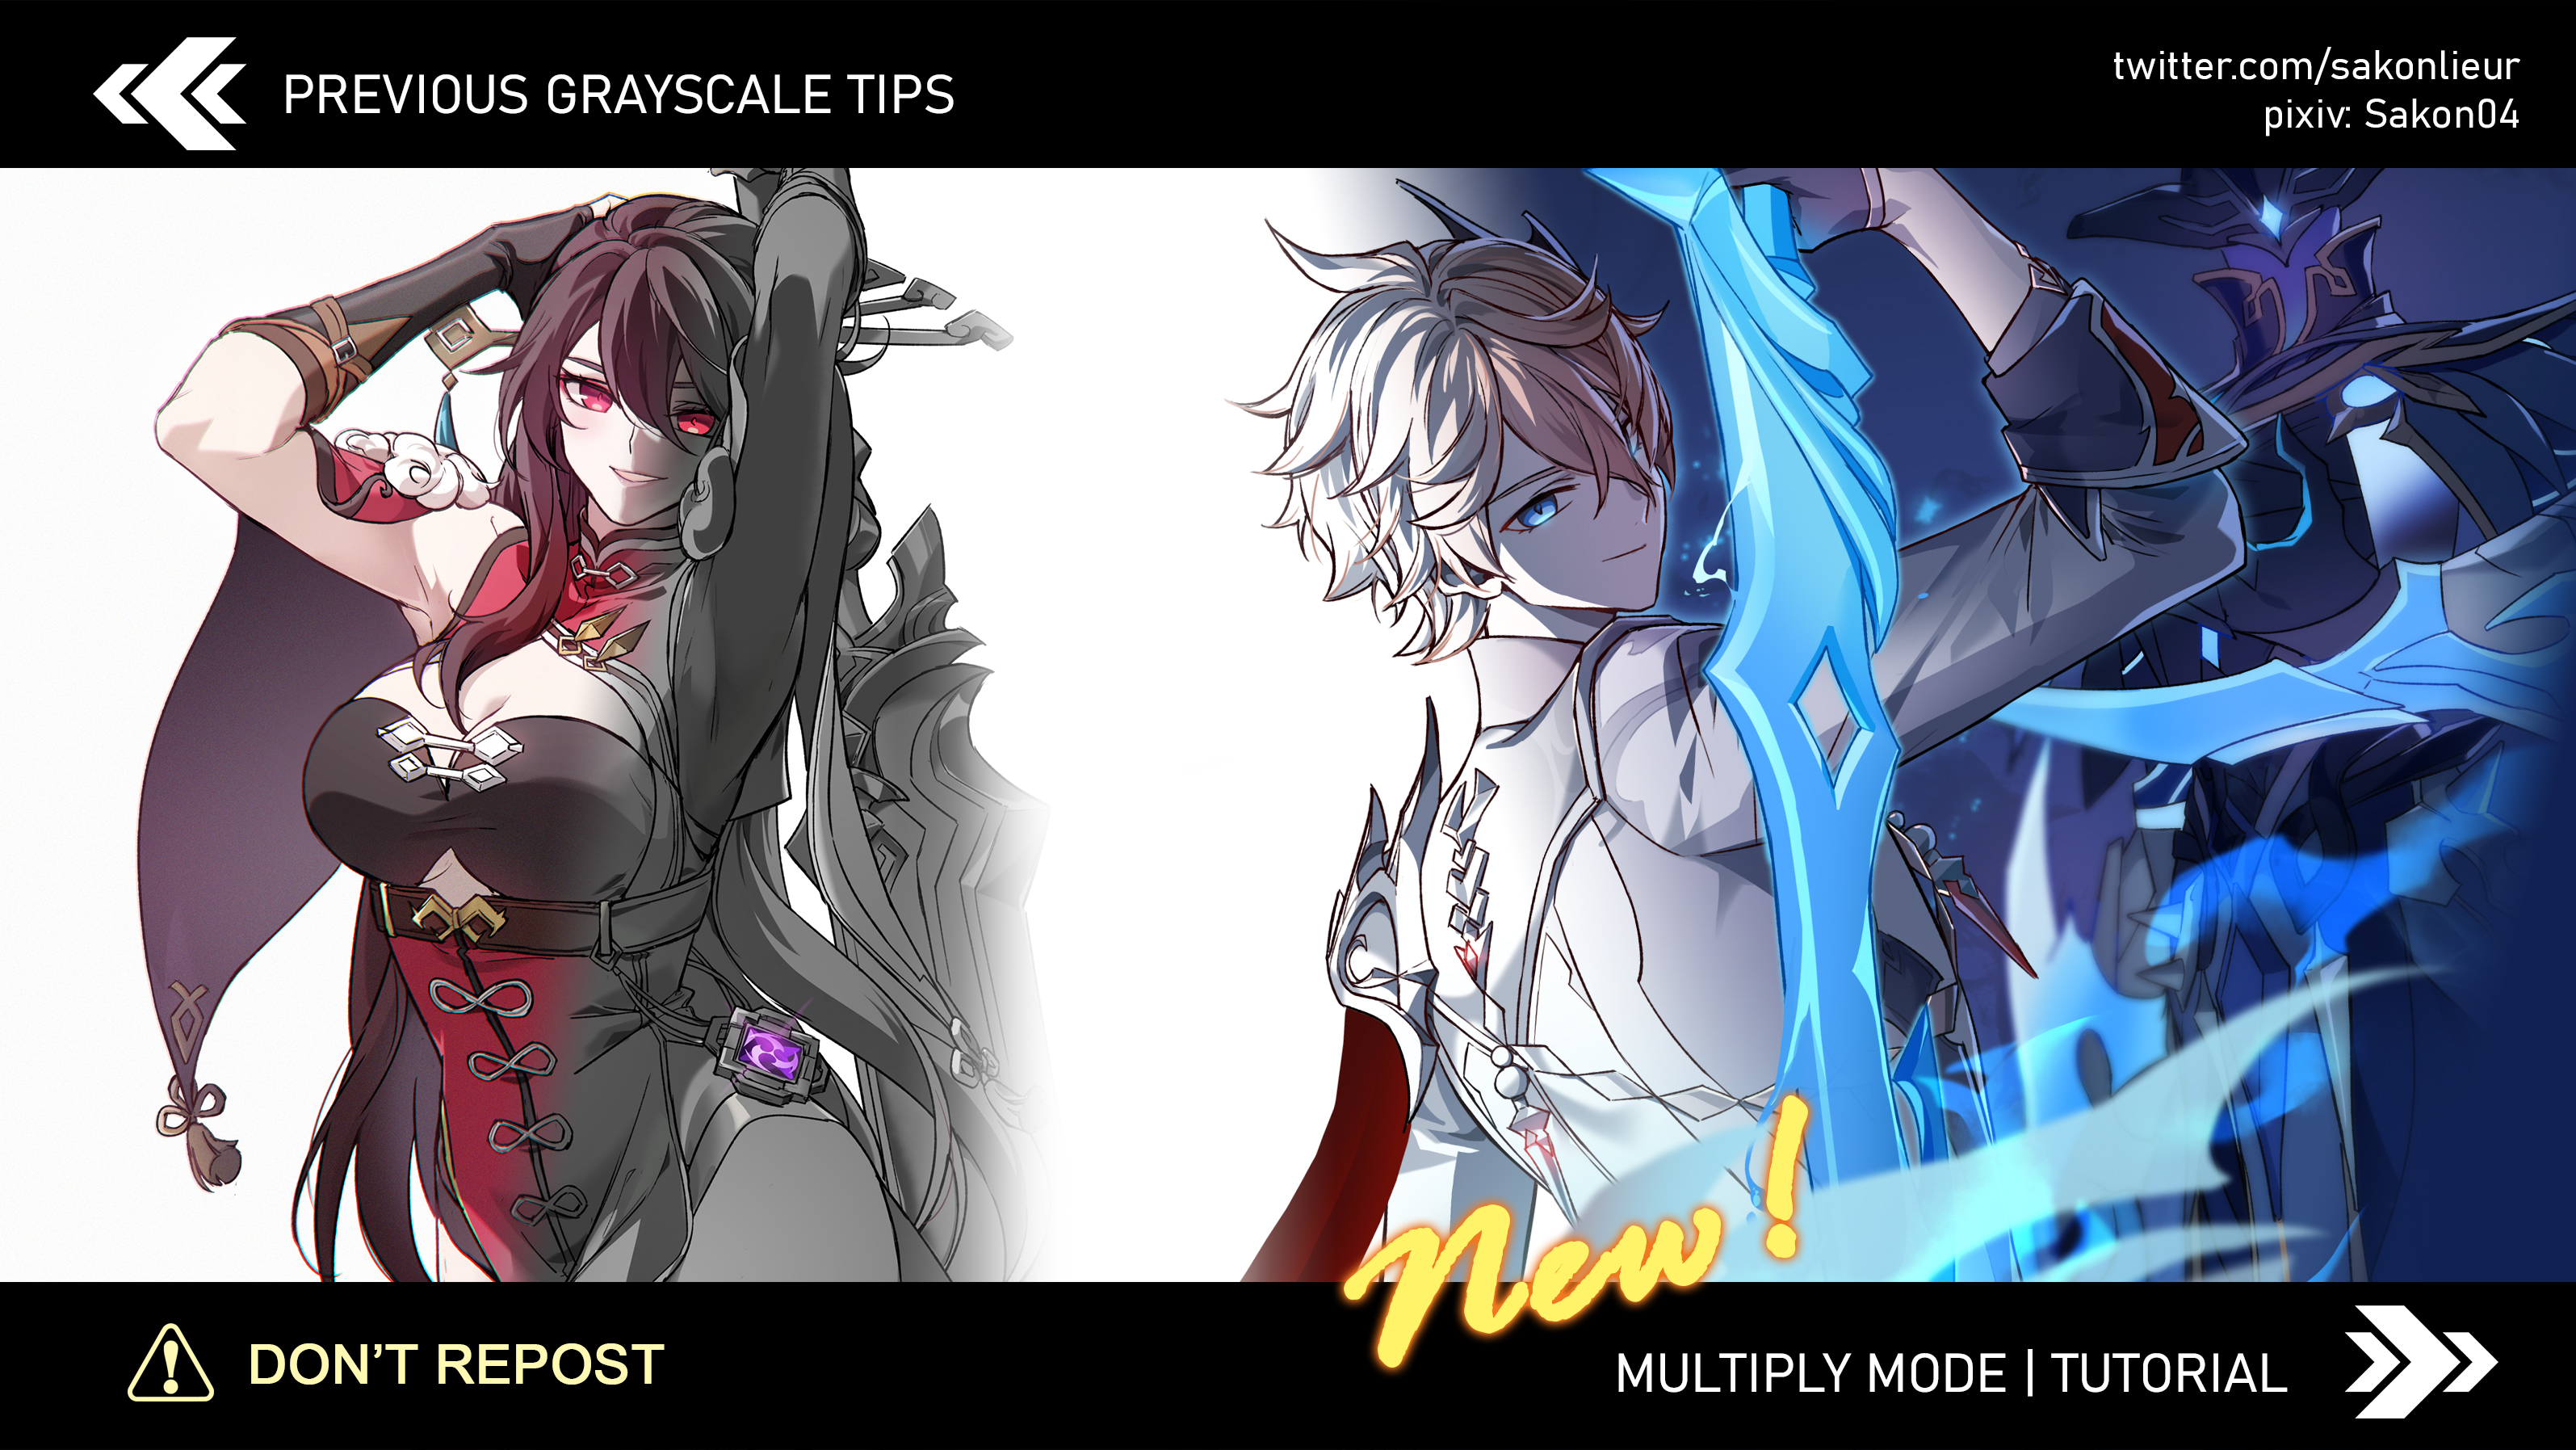 PREVIOUS GRAYSCALE TIPS
twitter.com/sakonlieur
pixiv: Sakon04
New!
DON'T REPOST
MULTIPLY MODE | TUTORIAL